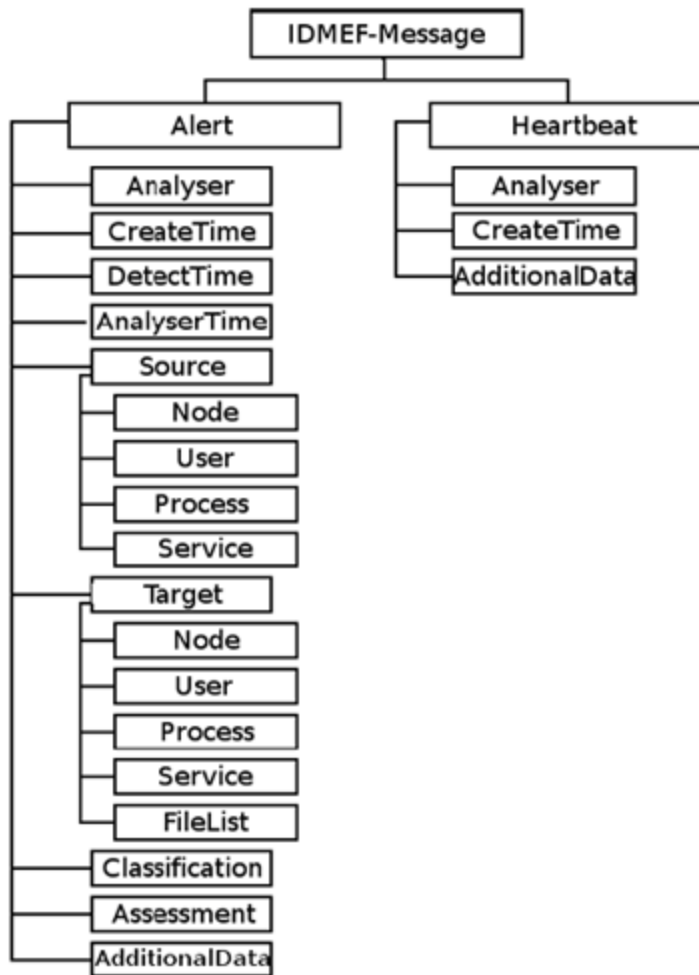 IDMEF-Message
Alert
Heartbeat
Analyser
CreateTime
DetectTime
AnalyserTime
Source
Node
User
Process
Service
Target
Node
User
Process
Service
FileList
Classification
Assessment
AdditionalData
Analyser
CreateTime
AdditionalData